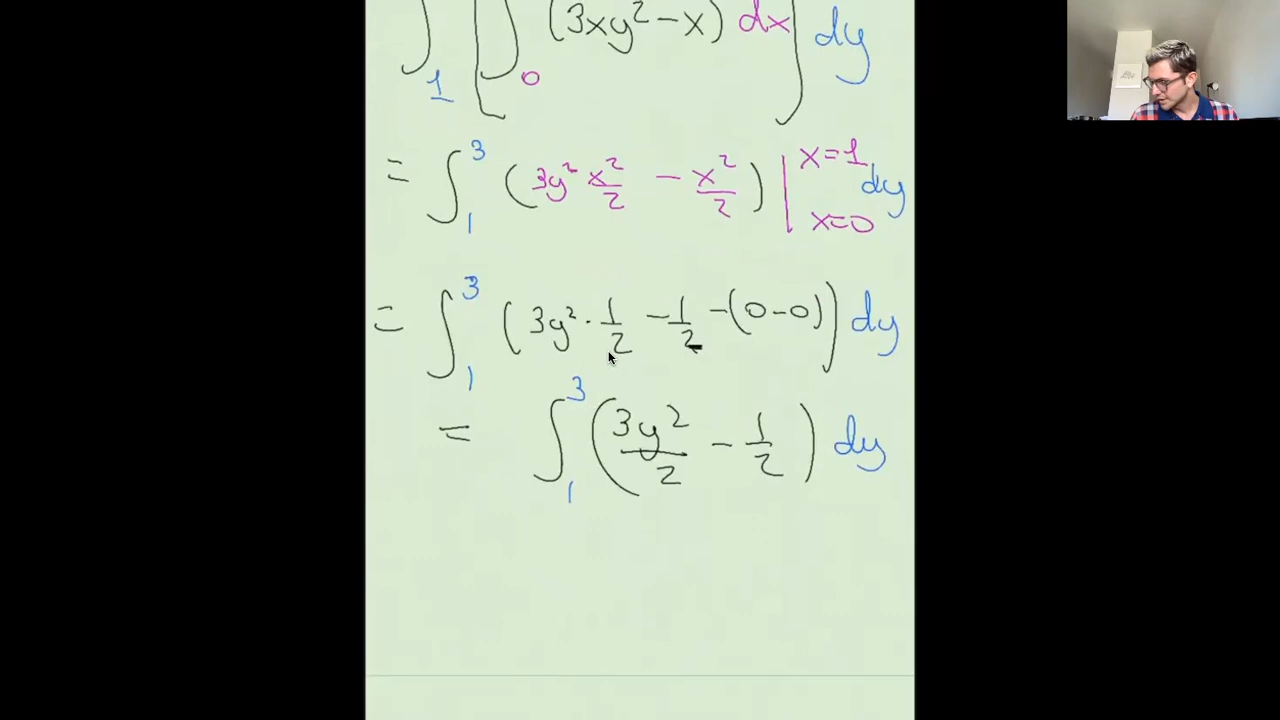 ∫₁ [∫₀ (3xy² − x) dx] dy
= ∫₁³ (3y² x²/2 − x²/2) | x=1 x=0 dy
= ∫₁³ (3y² · 1/2 − 1/2 − (0 − 0)) dy
= ∫₁³ (3y²/2 − 1/2) dy